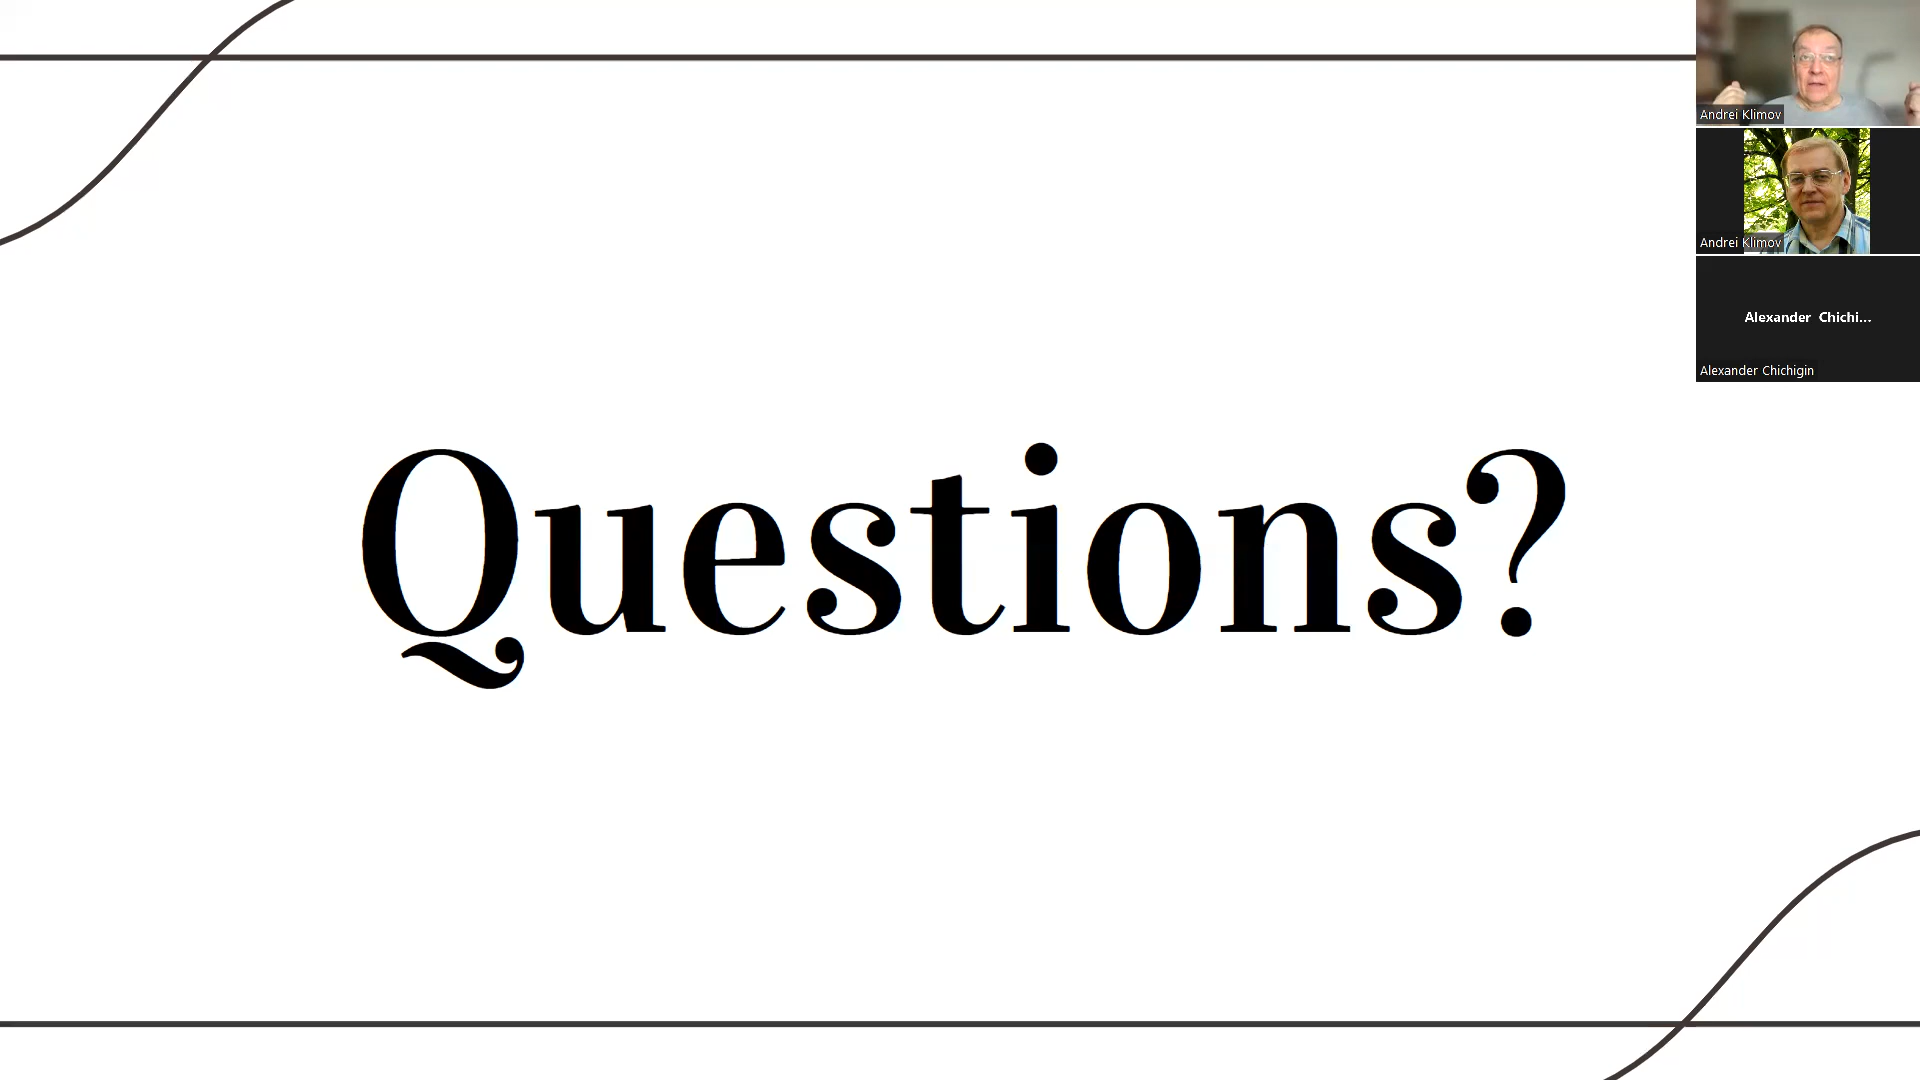 Andrei Klimov
Andrei Klimov
Alexander Chichi...
Alexander Chichigin
Questions?